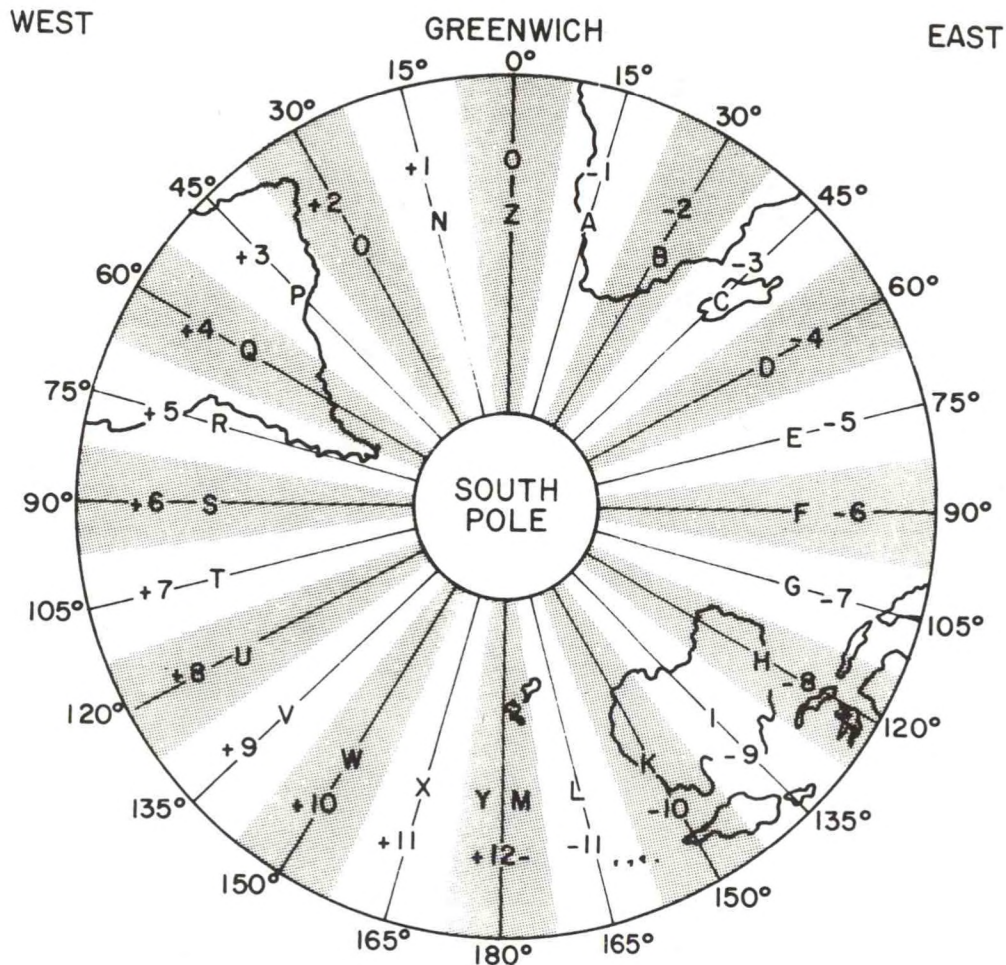 WEST
GREENWICH
EAST
0°
15°
15°
30°
30°
45°
45°
60°
60°
75°
75°
90°
90°
105°
105°
120°
120°
135°
135°
150°
150°
165°
165°
180°
0
Z
+1
N
-1
A
+2
O
-2
B
+3
P
-3
C
+4
Q
-4
D
+5
R
E -5
SOUTH
POLE
+6 S
F -6
+7 T
G -7
+8 U
H
-8
V
+9
I
-9
W
+10
K
-10
X
+11
L
-11
Y M
+12-